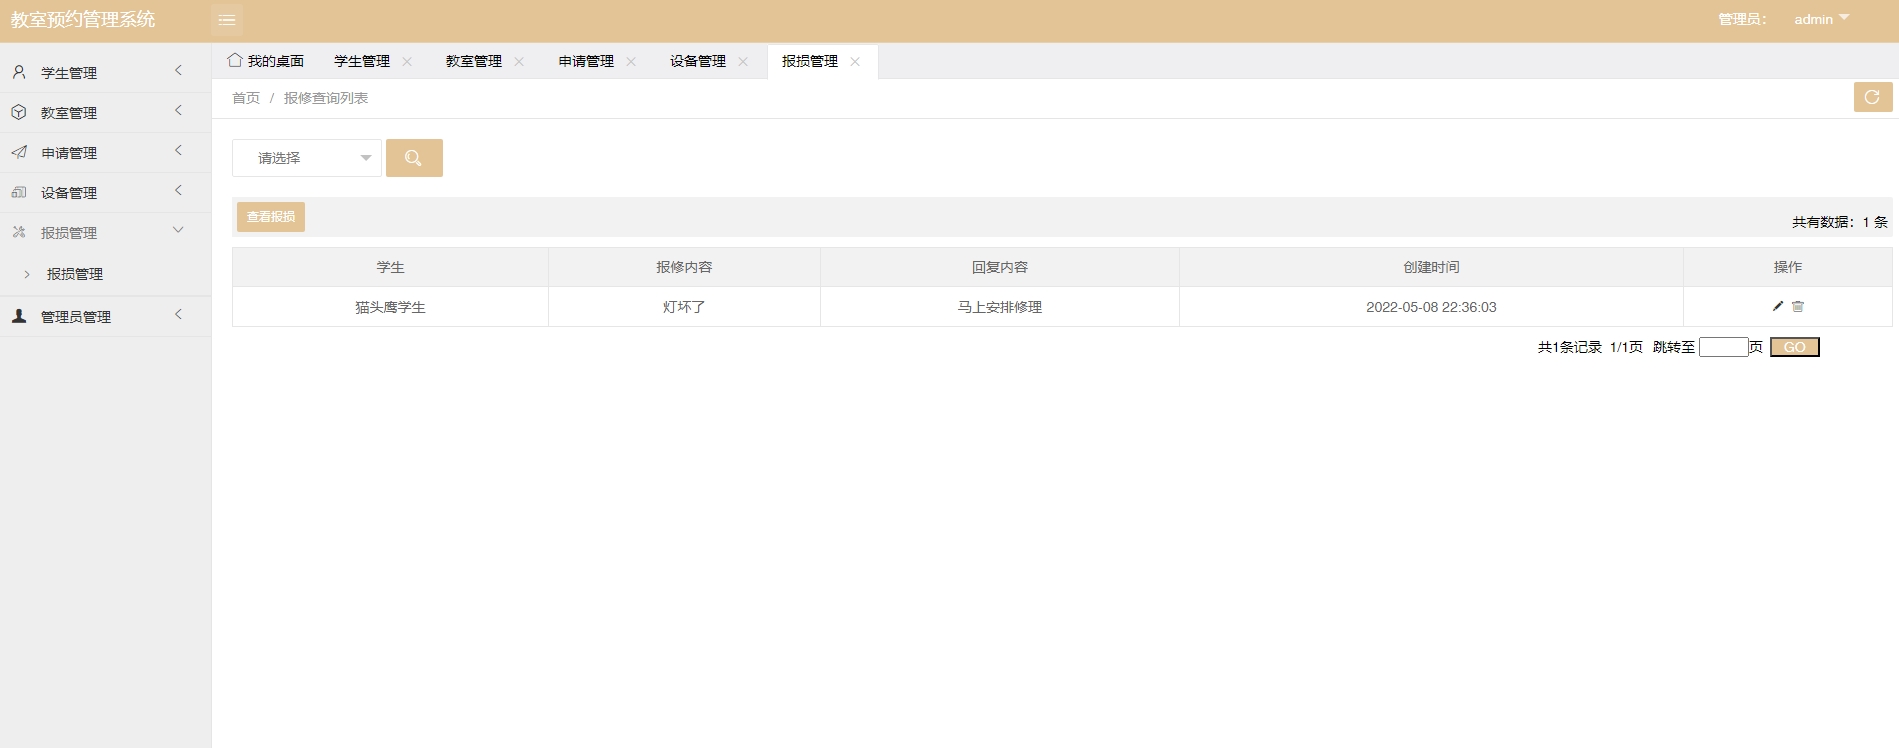 教室预约管理系统
管理员： admin
学生管理
教室管理
申请管理
设备管理
报损管理
报损管理
管理员管理
我的桌面 学生管理 教室管理 申请管理 设备管理 报损管理
首页 / 报修查询列表
请选择
查看报损
共有数据：1 条
学生 报修内容 回复内容 创建时间 操作
猫头鹰学生 灯坏了 马上安排修理 2022-05-08 22:36:03
共1条记录 1/1页 跳转至 页 GO